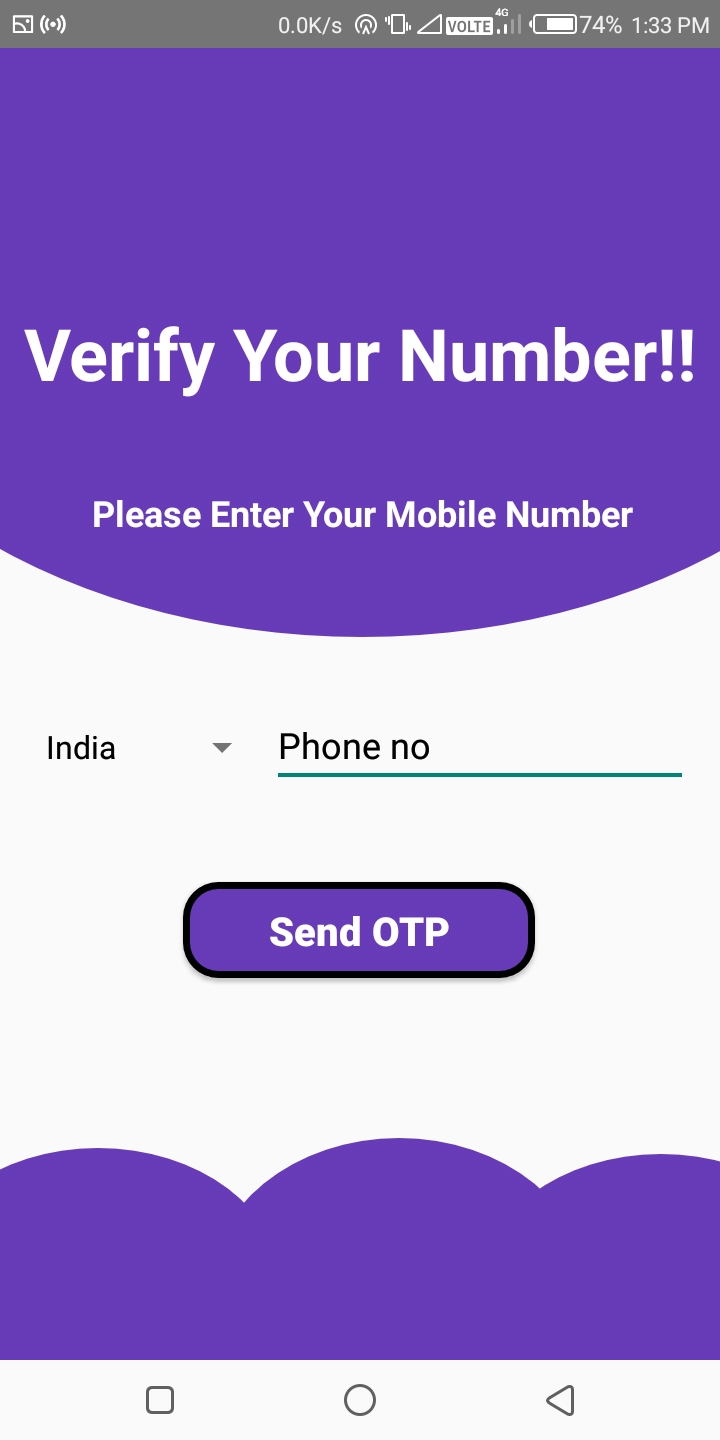 0.0K/s VOLTE 4G 74% 1:33 PM
Verify Your Number!!
Please Enter Your Mobile Number
India Phone no
Send OTP